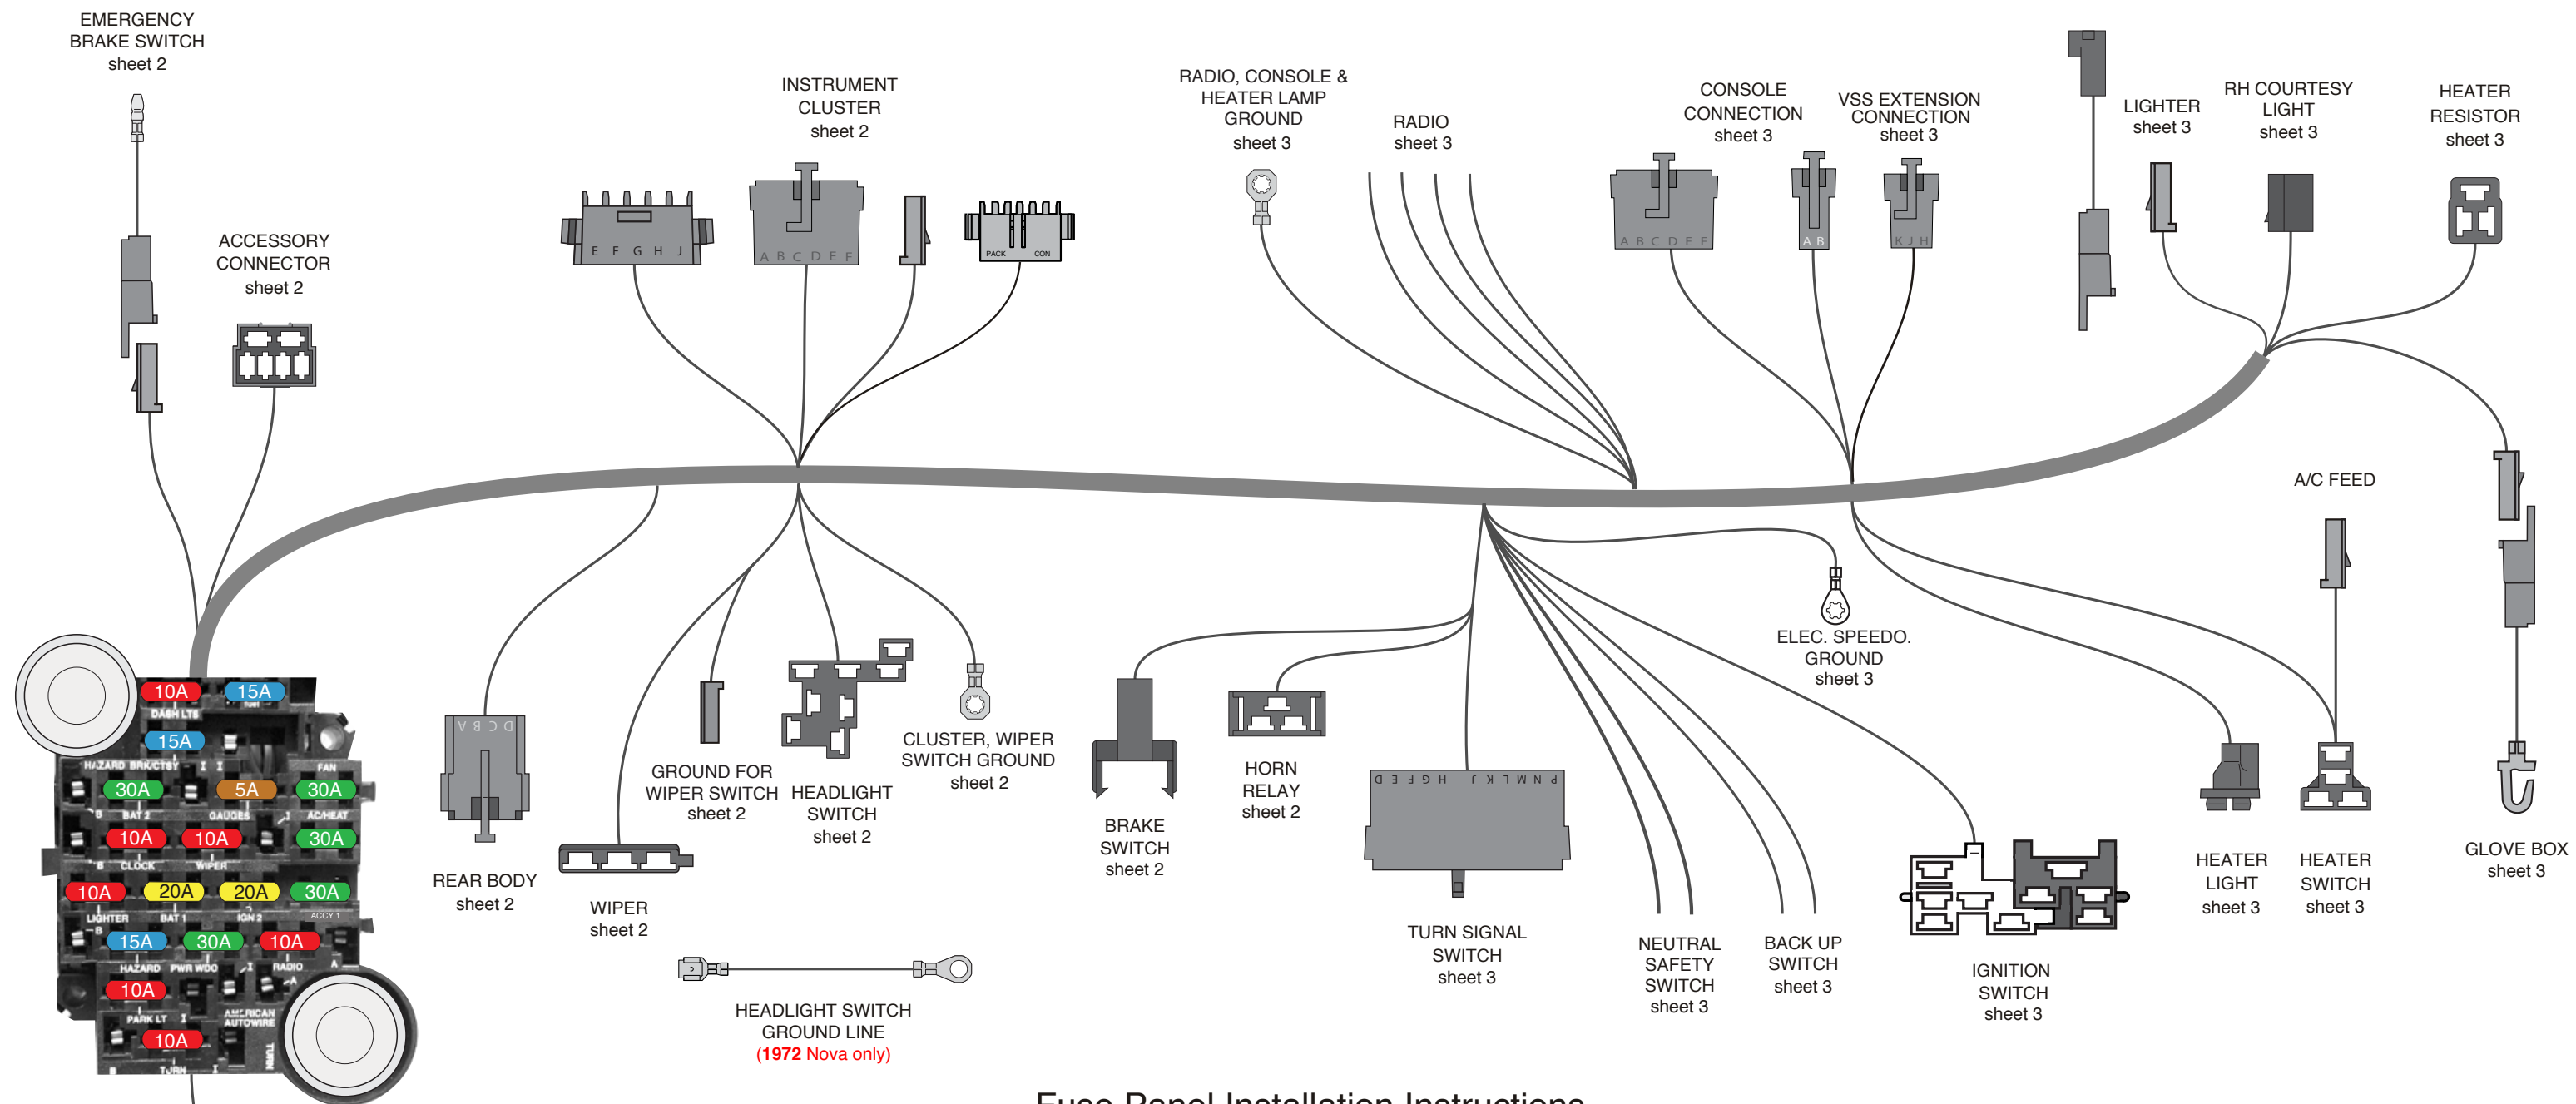 EMERGENCY
BRAKE SWITCH
sheet 2
ACCESSORY
CONNECTOR
sheet 2
INSTRUMENT
CLUSTER
sheet 2
E F G H J
A B C D E F
PACK CON
RADIO, CONSOLE &
HEATER LAMP
GROUND
sheet 3
RADIO
sheet 3
CONSOLE
CONNECTION
sheet 3
A B C D E F
A B
VSS EXTENSION
CONNECTION
sheet 3
K J H
LIGHTER
sheet 3
RH COURTESY
LIGHT
sheet 3
HEATER
RESISTOR
sheet 3
A/C FEED
10A 15A
DASH LTS
15A
HAZARD BRK/CTSY I I FAN
30A 5A 30A
B BAT 2 GAUGES I AC/HEAT
10A 10A 30A
B CLOCK WIPER
10A 20A 20A 30A
LIGHTER BAT 1 IGN 2 ACCY 1
B
15A 30A 10A
HAZARD PWR WDO I RADIO A
10A
A
PARK LT I AMERICAN
AUTOWIRE
10A
TURN
B TURN I
D C B A
REAR BODY
sheet 2
WIPER
sheet 2
GROUND FOR
WIPER SWITCH
sheet 2
HEADLIGHT
SWITCH
sheet 2
CLUSTER, WIPER
SWITCH GROUND
sheet 2
C
HEADLIGHT SWITCH
GROUND LINE
(1972 Nova only)
BRAKE
SWITCH
sheet 2
HORN
RELAY
sheet 2
P N M L K J H G F E D
TURN SIGNAL
SWITCH
sheet 3
NEUTRAL
SAFETY
SWITCH
sheet 3
BACK UP
SWITCH
sheet 3
ELEC. SPEEDO.
GROUND
sheet 3
IGNITION
SWITCH
sheet 3
HEATER
LIGHT
sheet 3
HEATER
SWITCH
sheet 3
GLOVE BOX
sheet 3
Fuse Panel Installation Instructions